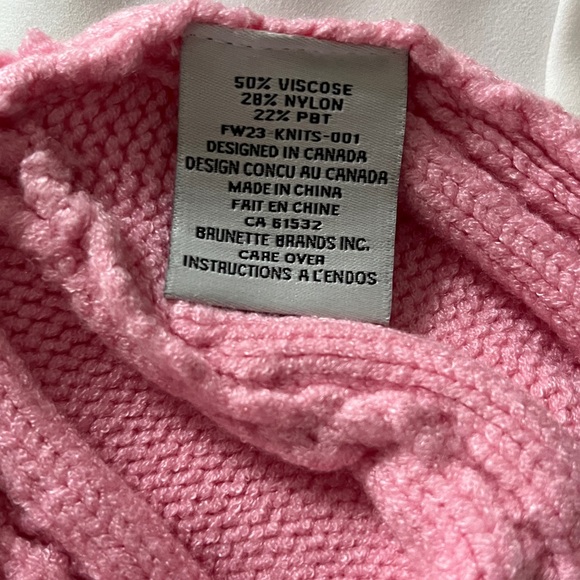 50% VISCOSE
28% NYLON
22% PBT
FW23-KNITS-001
DESIGNED IN CANADA
DESIGN CONCU AU CANADA
MADE IN CHINA
FAIT EN CHINE
CA 61532
BRUNETTE BRANDS INC.
CARE OVER
INSTRUCTIONS A L'ENDOS